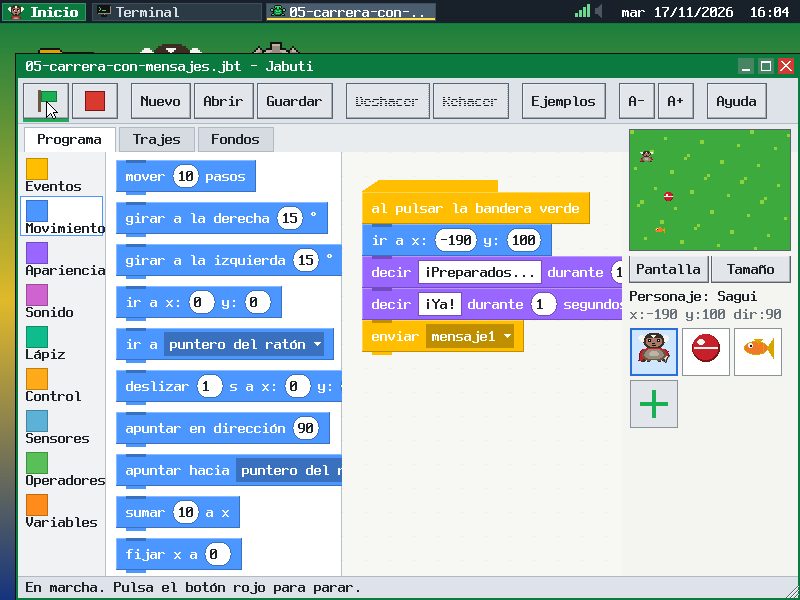 Inicio
Terminal
05-carrera-con-...
mar 17/11/2026
16:04
05-carrera-con-mensajes.jbt - Jabuti
Nuevo
Abrir
Guardar
Deshacer
Rehacer
Ejemplos
A-
A+
Ayuda
Programa
Trajes
Fondos
Eventos
Movimiento
Apariencia
Sonido
Lápiz
Control
Sensores
Operadores
Variables
mover 10 pasos
girar a la derecha 15 °
girar a la izquierda 15 °
ir a x: 0 y: 0
ir a puntero del ratón
deslizar 1 s a x: 0 y:
apuntar en dirección 90
apuntar hacia puntero del r
sumar 10 a x
fijar x a 0
al pulsar la bandera verde
ir a x: -190 y: 100
decir ¡Preparados... durante 1
decir ¡Ya! durante 1 segundos
enviar mensaje1
Pantalla
Tamaño
Personaje: Sagui
x:-190 y:100 dir:90
En marcha. Pulsa el botón rojo para parar.